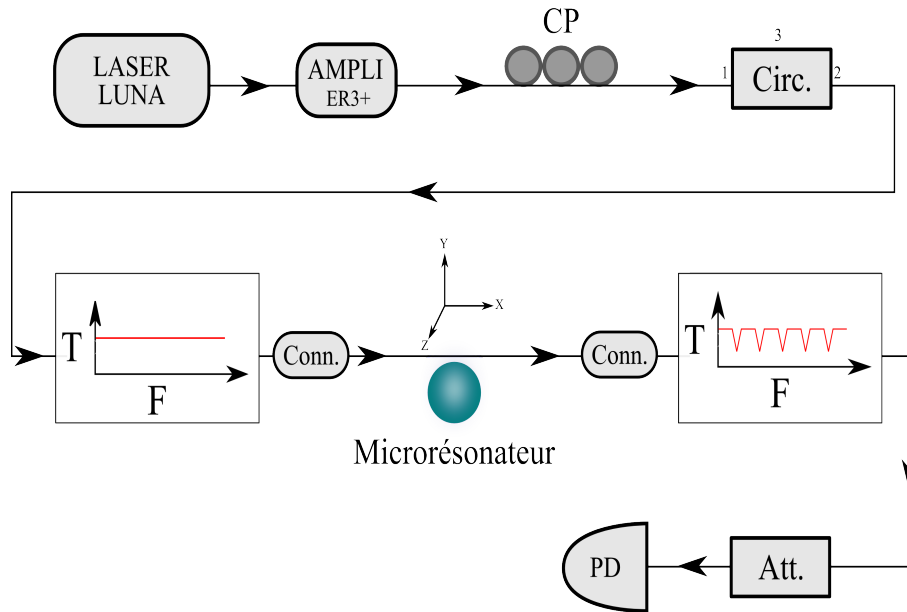 CP
LASER
LUNA
AMPLI
ER3+
1
3
Circ.
2
T
F
Conn.
Y
X
Z
Conn.
T
F
Microrésonateur
PD
Att.